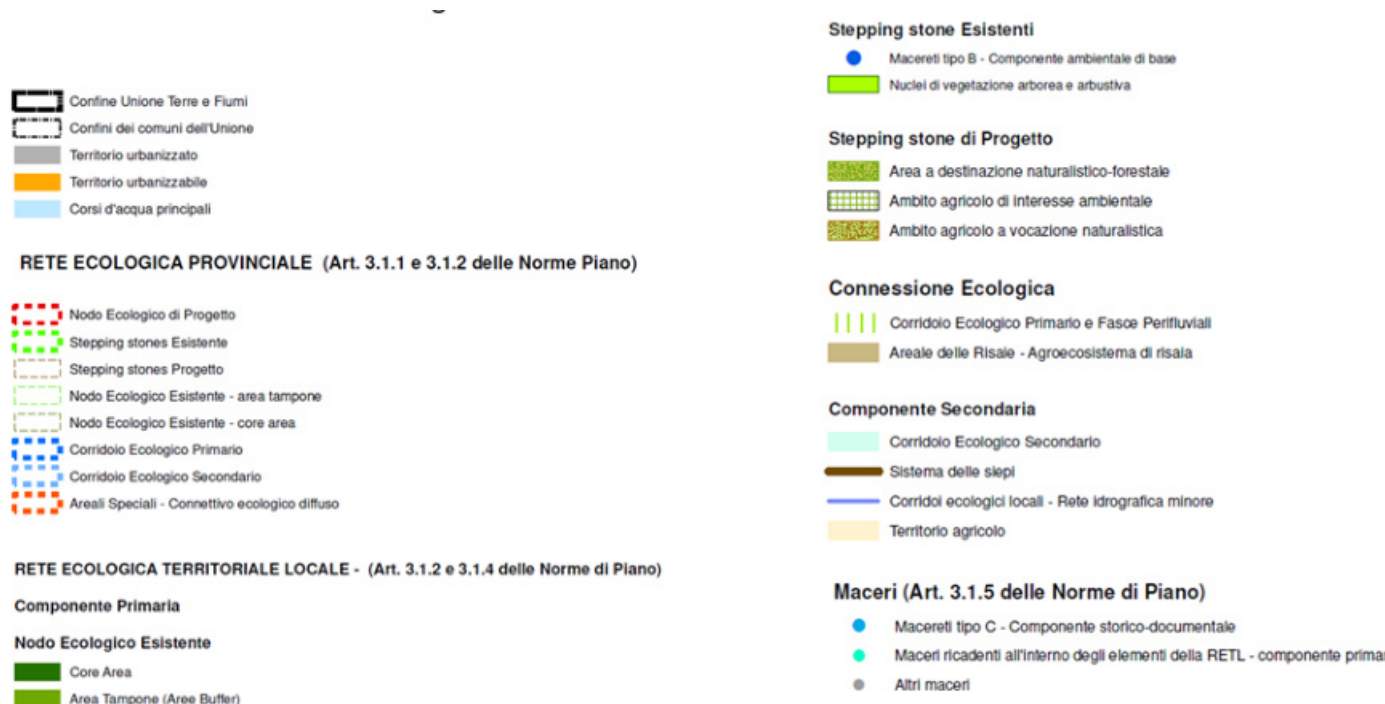 Confine Unione Terre e Fiumi
Confini dei comuni dell'Unione
Territorio urbanizzato
Territorio urbanizzabile
Corsi d'acqua principali
RETE ECOLOGICA PROVINCIALE (Art. 3.1.1 e 3.1.2 delle Norme Piano)
Nodo Ecologico di Progetto
Stepping stones Esistente
Stepping stones Progetto
Nodo Ecologico Esistente - area tampone
Nodo Ecologico Esistente - core area
Corridoio Ecologico Primario
Corridoio Ecologico Secondario
Areali Speciali - Connettivo ecologico diffuso
RETE ECOLOGICA TERRITORIALE LOCALE - (Art. 3.1.2 e 3.1.4 delle Norme di Piano)
Componente Primaria
Nodo Ecologico Esistente
Core Area
Area Tampone (Aree Buffer)
Stepping stone Esistenti
Macereti tipo B - Componente ambientale di base
Nuclei di vegetazione arborea e arbustiva
Stepping stone di Progetto
Area a destinazione naturalistico-forestale
Ambito agricolo di interesse ambientale
Ambito agricolo a vocazione naturalistica
Connessione Ecologica
Corridoio Ecologico Primario e Fasce Perifluviali
Areale delle Risaie - Agroecosistema di risaia
Componente Secondaria
Corridoio Ecologico Secondario
Sistema delle siepi
Corridoi ecologici locali - Rete idrografica minore
Territorio agricolo
Maceri (Art. 3.1.5 delle Norme di Piano)
Macereti tipo C - Componente storico-documentale
Maceri ricadenti all'interno degli elementi della RETL - componente primar
Altri maceri